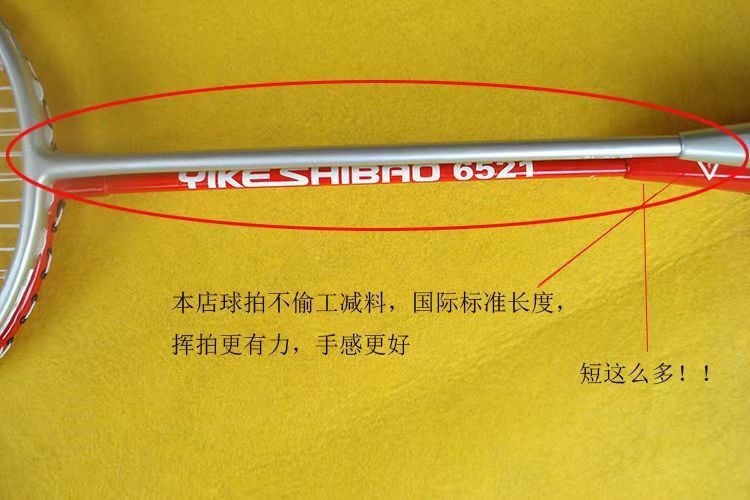 YIKESHIBAO 6521
本店球拍不偷工减料，国际标准长度，
挥拍更有力，手感更好
短这么多！！